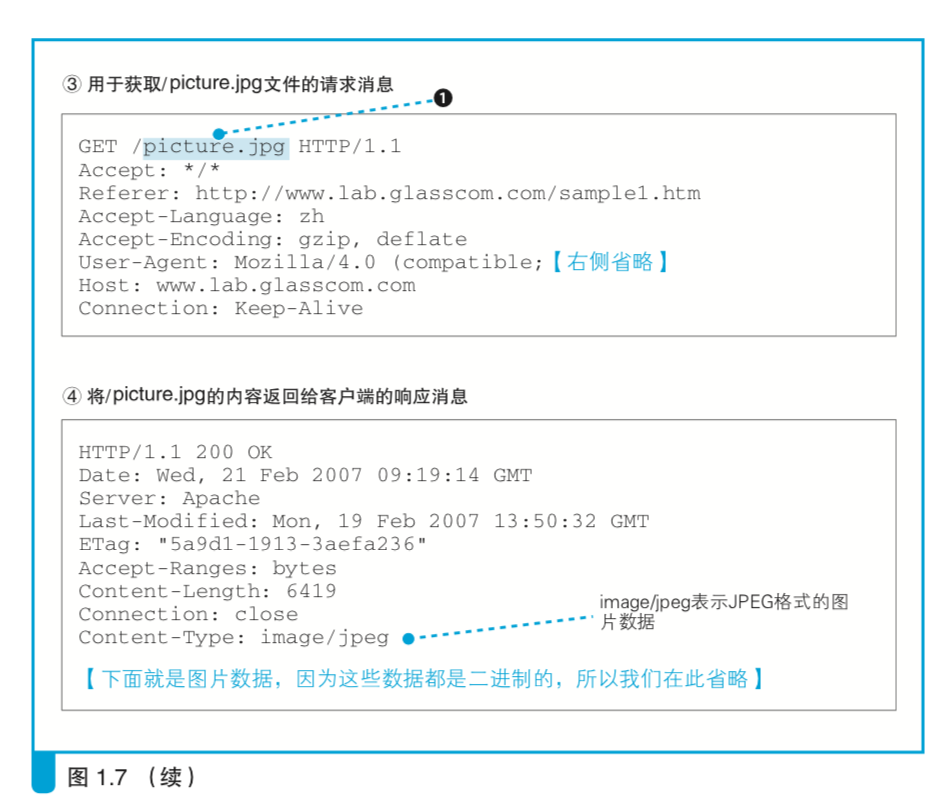 ③ 用于获取/picture.jpg文件的请求消息
❶
GET /picture.jpg HTTP/1.1
Accept: */*
Referer: http://www.lab.glasscom.com/sample1.htm
Accept-Language: zh
Accept-Encoding: gzip, deflate
User-Agent: Mozilla/4.0 (compatible;【右侧省略】
Host: www.lab.glasscom.com
Connection: Keep-Alive
④ 将/picture.jpg的内容返回给客户端的响应消息
HTTP/1.1 200 OK
Date: Wed, 21 Feb 2007 09:19:14 GMT
Server: Apache
Last-Modified: Mon, 19 Feb 2007 13:50:32 GMT
ETag: "5a9d1-1913-3aefa236"
Accept-Ranges: bytes
Content-Length: 6419
Connection: close
Content-Type: image/jpeg
image/jpeg表示JPEG格式的图
片数据
【下面就是图片数据，因为这些数据都是二进制的，所以我们在此省略】
图 1.7 （续）